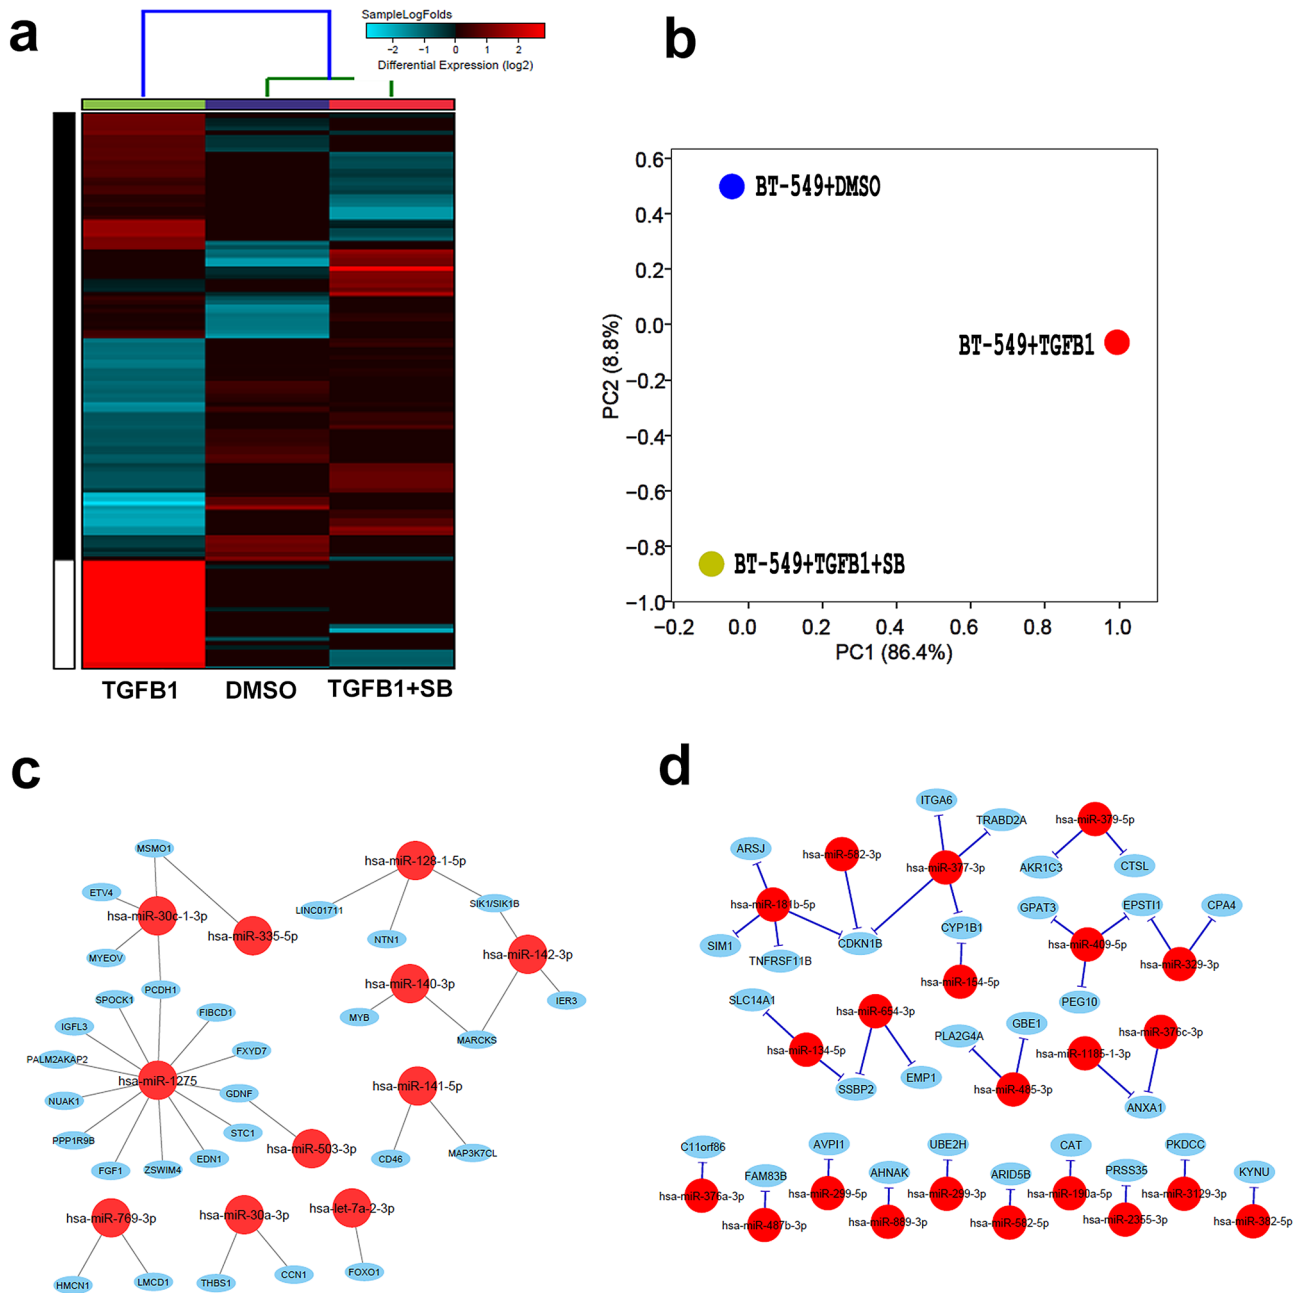 a
SampleLogFolds
−2 −1 0 1 2
Differential Expression (log2)
TGFB1 DMSO TGFB1+SB
b
0.6
0.4
0.2
0.0
−0.2
−0.4
−0.6
−0.8
−1.0
PC2 (8.8%)
BT-549+DMSO
BT-549+TGFB1
BT-549+TGFB1+SB
−0.2 0.0 0.2 0.4 0.6 0.8 1.0
PC1 (86.4%)
c
MSMO1
ETV4
hsa-miR-30c-1-3p
hsa-miR-335-5p
MYEOV
PCDH1
SPOCK1
FIBCD1
IGFL3
FXYD7
PALM2AKAP2
hsa-miR-1275
GDNF
NUAK1
STC1
PPP1R9B
hsa-miR-503-3p
EDN1
FGF1
ZSWIM4
hsa-miR-128-1-5p
LINC01711
SIK1/SIK1B
NTN1
hsa-miR-142-3p
hsa-miR-140-3p
IER3
MYB
MARCKS
hsa-miR-141-5p
CD46
MAP3K7CL
hsa-miR-769-3p
hsa-miR-30a-3p
hsa-let-7a-2-3p
HMCN1
LMCD1
THBS1
CCN1
FOXO1
d
ITGA6
TRABD2A
hsa-miR-379-5p
ARSJ
hsa-miR-582-3p
hsa-miR-377-3p
AKR1C3
CTSL
hsa-miR-181b-5p
GPAT3
EPSTI1
CPA4
SIM1
TNFRSF11B
CDKN1B
CYP1B1
hsa-miR-409-5p
hsa-miR-329-3p
hsa-miR-154-5p
PEG10
SLC14A1
hsa-miR-654-3p
GBE1
PLA2G4A
hsa-miR-376c-3p
hsa-miR-134-5p
hsa-miR-1185-1-3p
SSBP2
EMP1
hsa-miR-485-3p
ANXA1
C11orf86
AVPI1
UBE2H
CAT
PKDCC
FAM83B
AHNAK
ARID5B
PRSS35
KYNU
hsa-miR-376a-3p
hsa-miR-299-5p
hsa-miR-299-3p
hsa-miR-190a-5p
hsa-miR-3129-3p
hsa-miR-487b-3p
hsa-miR-889-3p
hsa-miR-582-5p
hsa-miR-2355-3p
hsa-miR-382-5p